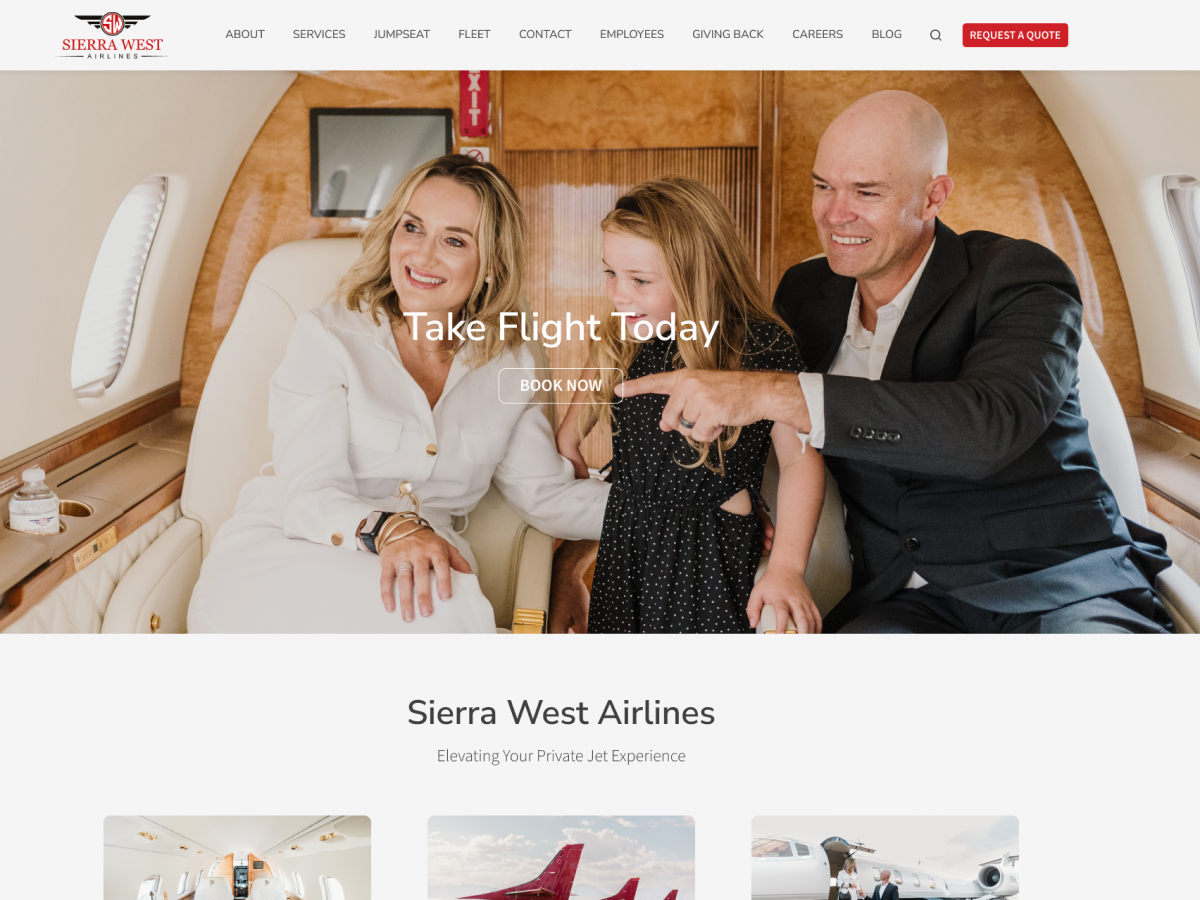 SW
SIERRA WEST
AIRLINES
ABOUT
SERVICES
JUMPSEAT
FLEET
CONTACT
EMPLOYEES
GIVING BACK
CAREERS
BLOG
REQUEST A QUOTE
XIT
Take Flight Today
BOOK NOW
Sierra West Airlines
Elevating Your Private Jet Experience